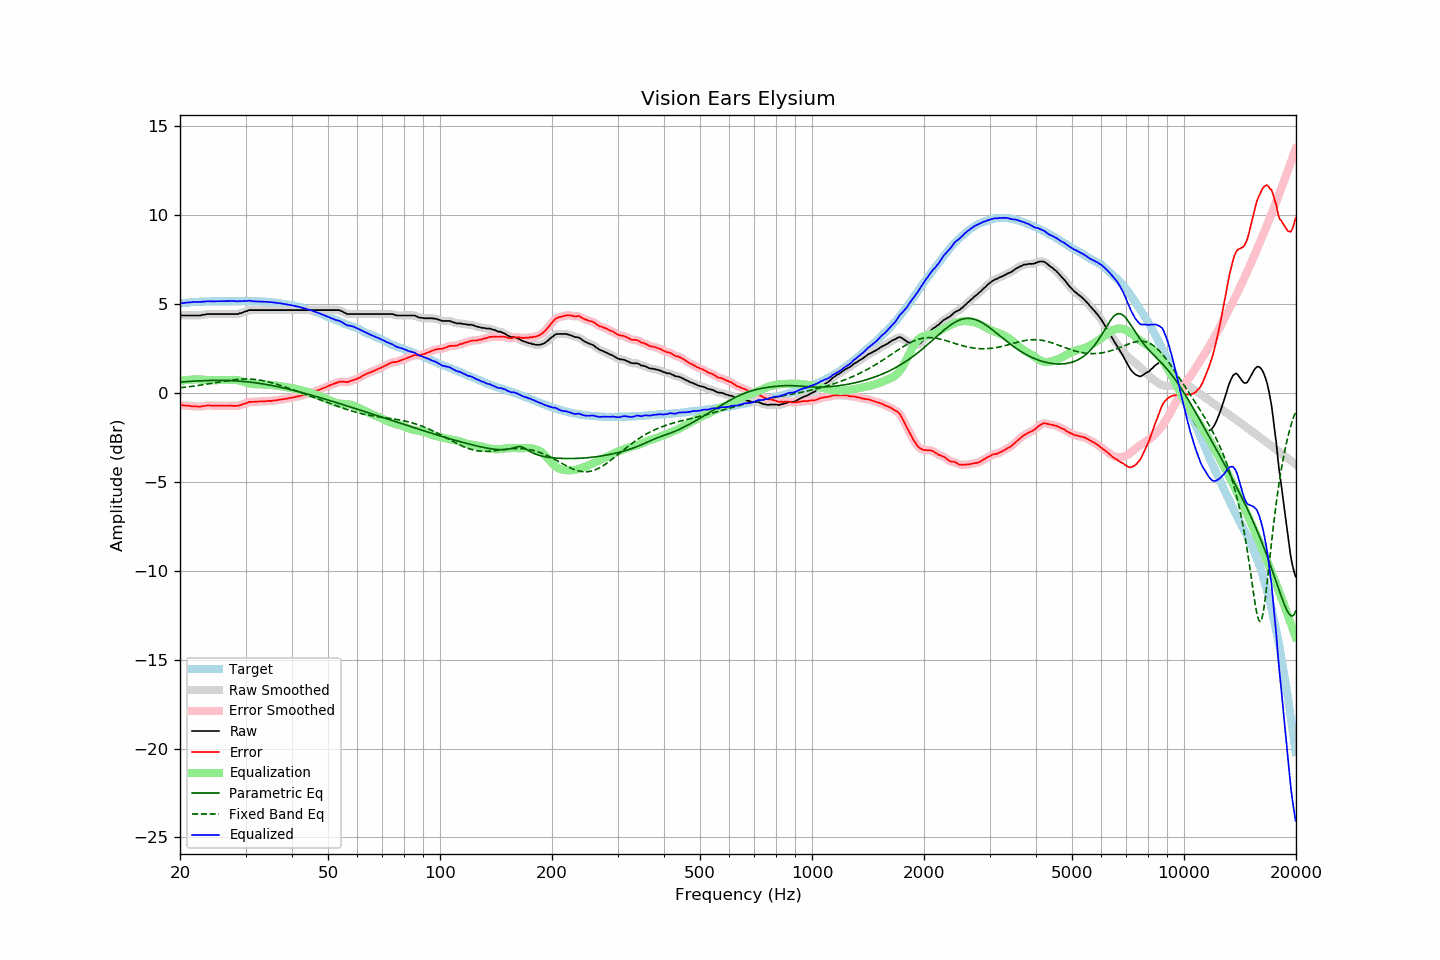 Vision Ears Elysium
15
10
5
0
−5
−10
−15
−20
−25
Amplitude (dBr)
Target
Raw Smoothed
Error Smoothed
Raw
Error
Equalization
Parametric Eq
Fixed Band Eq
Equalized
20 50 100 200 500 1000 2000 5000 10000 20000
Frequency (Hz)